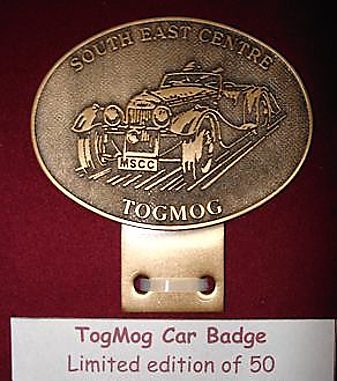 SOUTH EAST CENTRE
MSCC
TOGMOG
TogMog Car Badge
Limited edition of 50